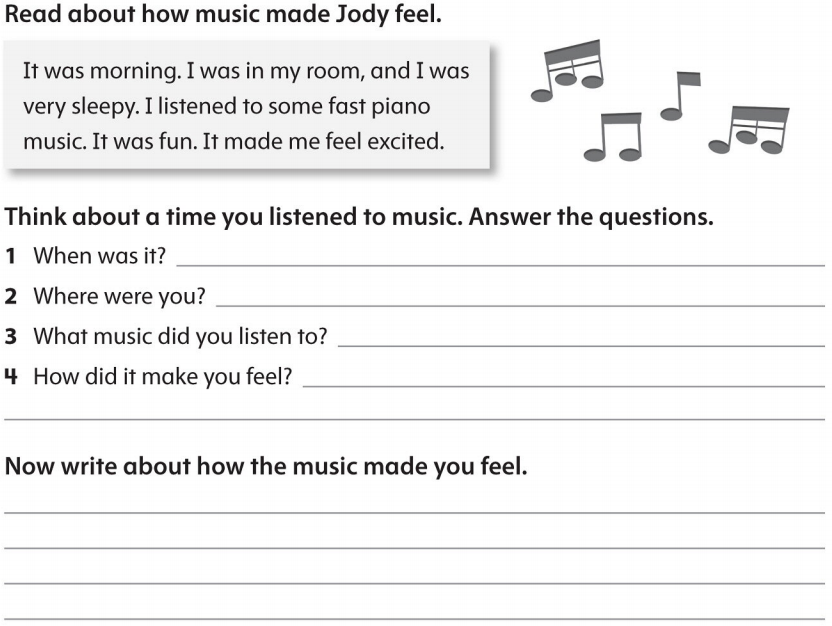 Read about how music made Jody feel.
It was morning. I was in my room, and I was
very sleepy. I listened to some fast piano
music. It was fun. It made me feel excited.
Think about a time you listened to music. Answer the questions.
1 When was it?
2 Where were you?
3 What music did you listen to?
4 How did it make you feel?
Now write about how the music made you feel.